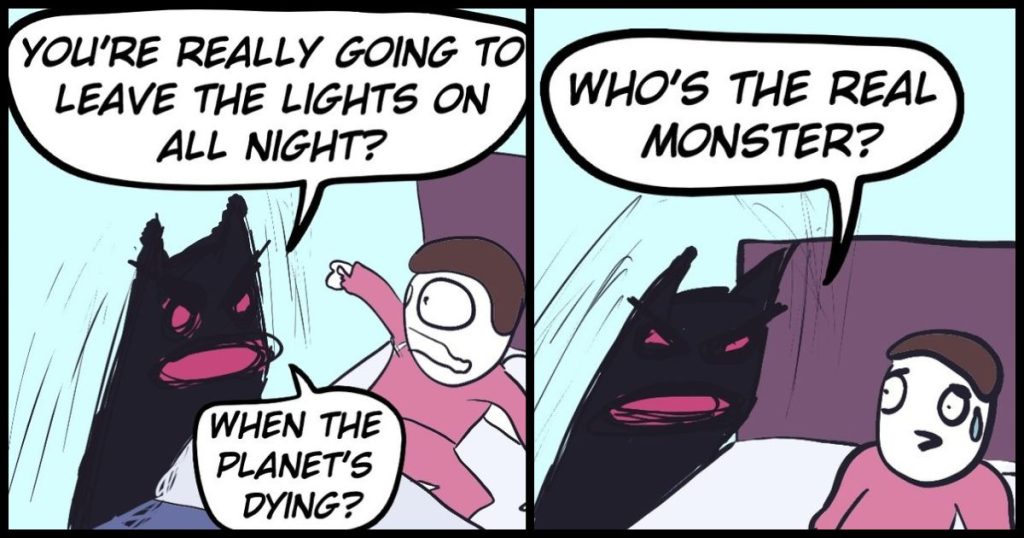 YOU'RE REALLY GOING TO
LEAVE THE LIGHTS ON
ALL NIGHT?
WHEN THE
PLANET'S
DYING?
WHO'S THE REAL
MONSTER?